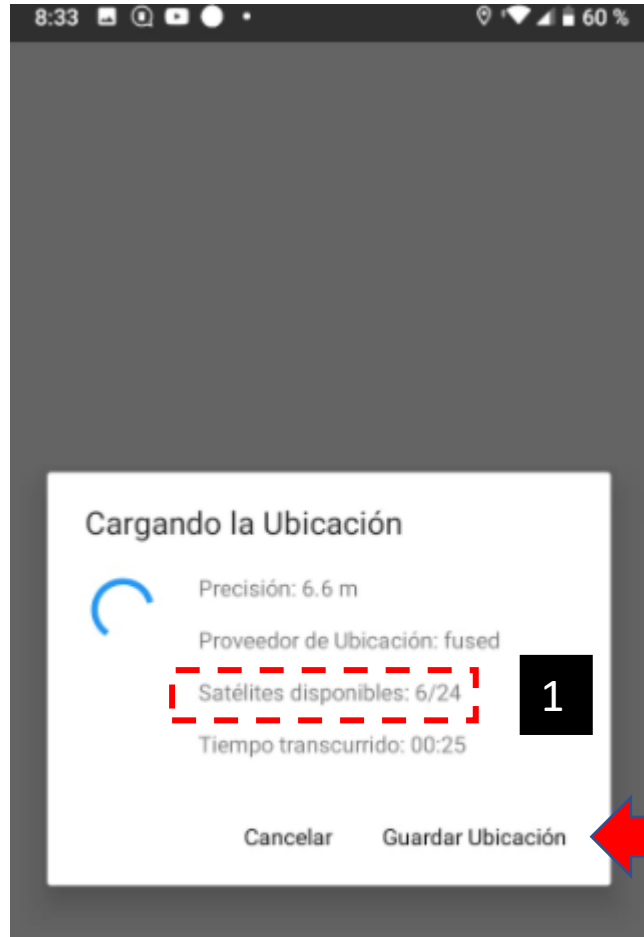 8:33
60 %
Cargando la Ubicación
Precisión: 6.6 m
Proveedor de Ubicación: fused
Satélites disponibles: 6/24
1
Tiempo transcurrido: 00:25
Cancelar Guardar Ubicación